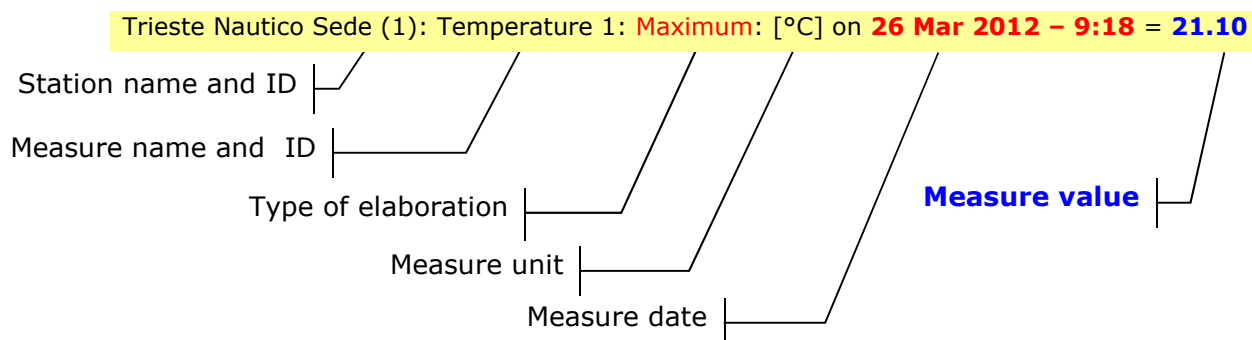 Trieste Nautico Sede (1): Temperature 1: Maximum: [°C] on 26 Mar 2012 – 9:18 = 21.10
Station name and ID
Measure name and ID
Type of elaboration
Measure value
Measure unit
Measure date